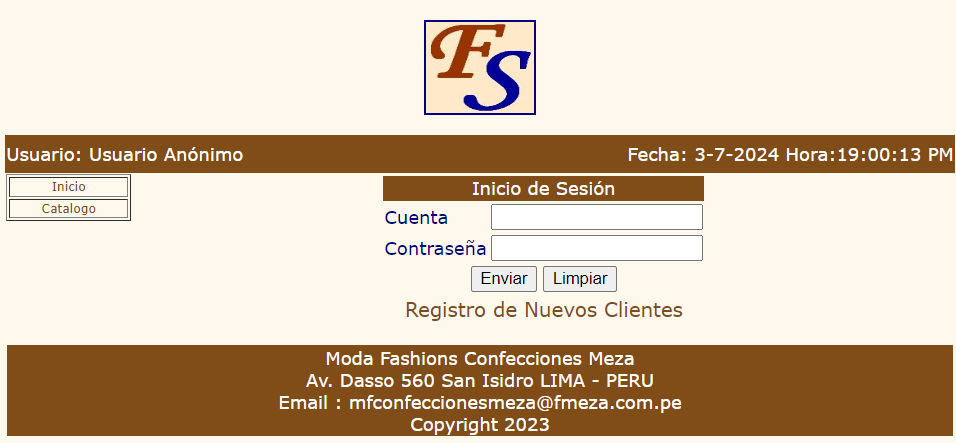 FS
Usuario: Usuario Anónimo Fecha: 3-7-2024 Hora:19:00:13 PM
Inicio
Catalogo
Inicio de Sesión
Cuenta
Contraseña
Enviar Limpiar
Registro de Nuevos Clientes
Moda Fashions Confecciones Meza
Av. Dasso 560 San Isidro LIMA - PERU
Email : mfconfeccionesmeza@fmeza.com.pe
Copyright 2023